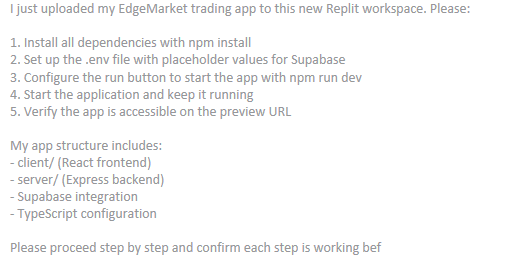 I just uploaded my EdgeMarket trading app to this new Replit workspace. Please:
1. Install all dependencies with npm install
2. Set up the .env file with placeholder values for Supabase
3. Configure the run button to start the app with npm run dev
4. Start the application and keep it running
5. Verify the app is accessible on the preview URL
My app structure includes:
- client/ (React frontend)
- server/ (Express backend)
- Supabase integration
- TypeScript configuration
Please proceed step by step and confirm each step is working bef